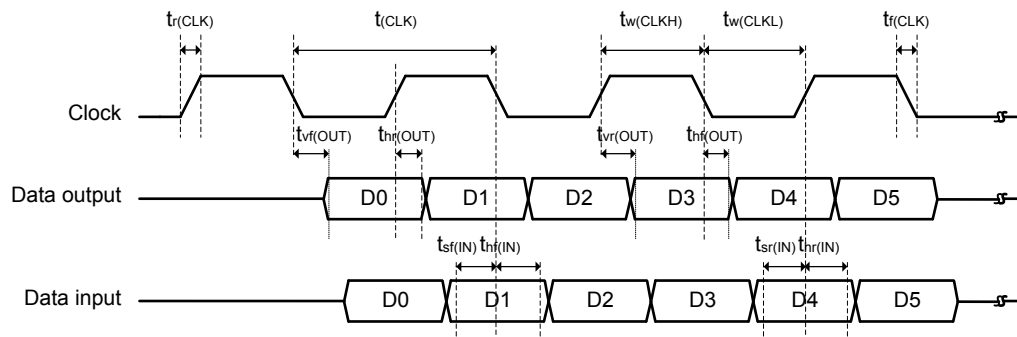 tr(CLK) t(CLK) tw(CLKH) tw(CLKL) tf(CLK)
Clock
tvf(OUT) thr(OUT) tvr(OUT) thf(OUT)
Data output D0 D1 D2 D3 D4 D5
tsf(IN) thf(IN) tsr(IN) thr(IN)
Data input D0 D1 D2 D3 D4 D5